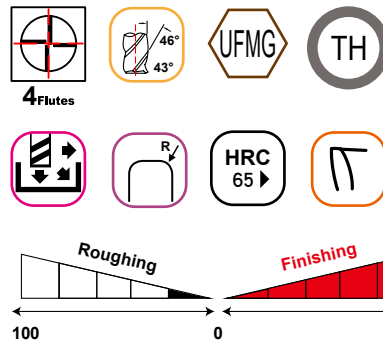 4Flutes
46°
43°
UFMG
TH
R
HRC
65
Roughing
Finishing
100
0